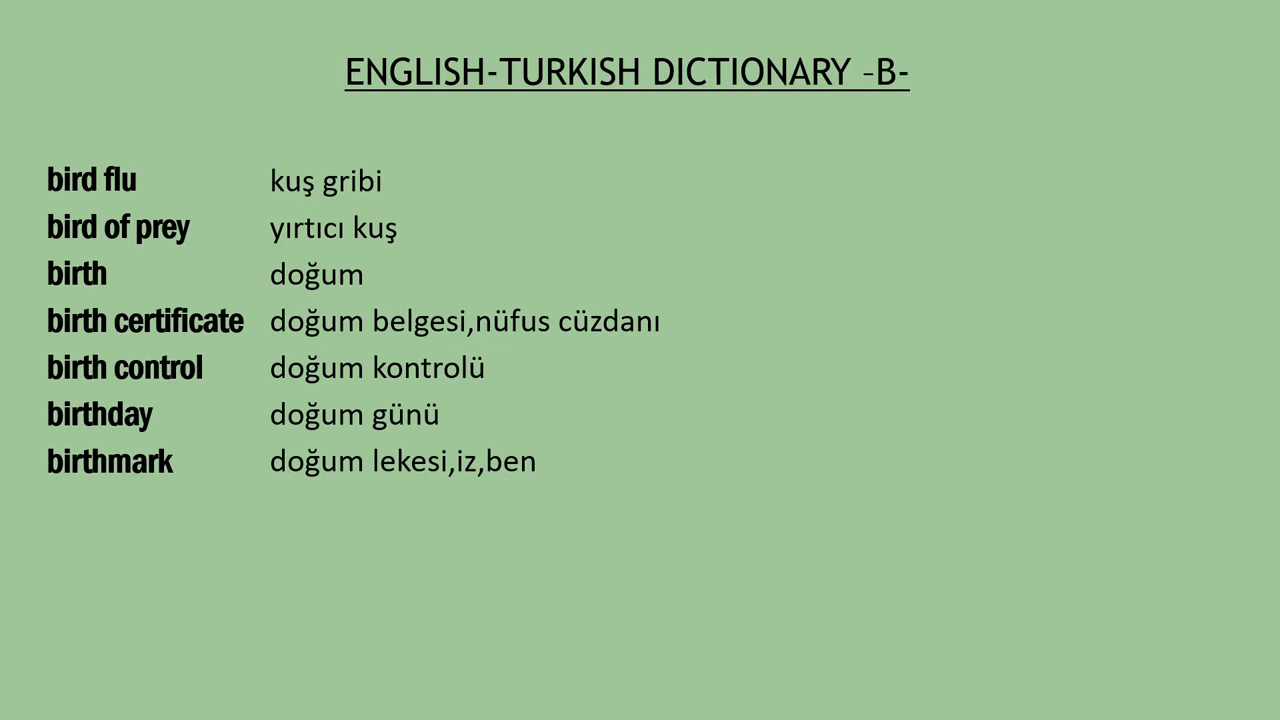 ENGLISH-TURKISH DICTIONARY –B-
bird flu kuş gribi
bird of prey yırtıcı kuş
birth doğum
birth certificate doğum belgesi,nüfus cüzdanı
birth control doğum kontrolü
birthday doğum günü
birthmark doğum lekesi,iz,ben